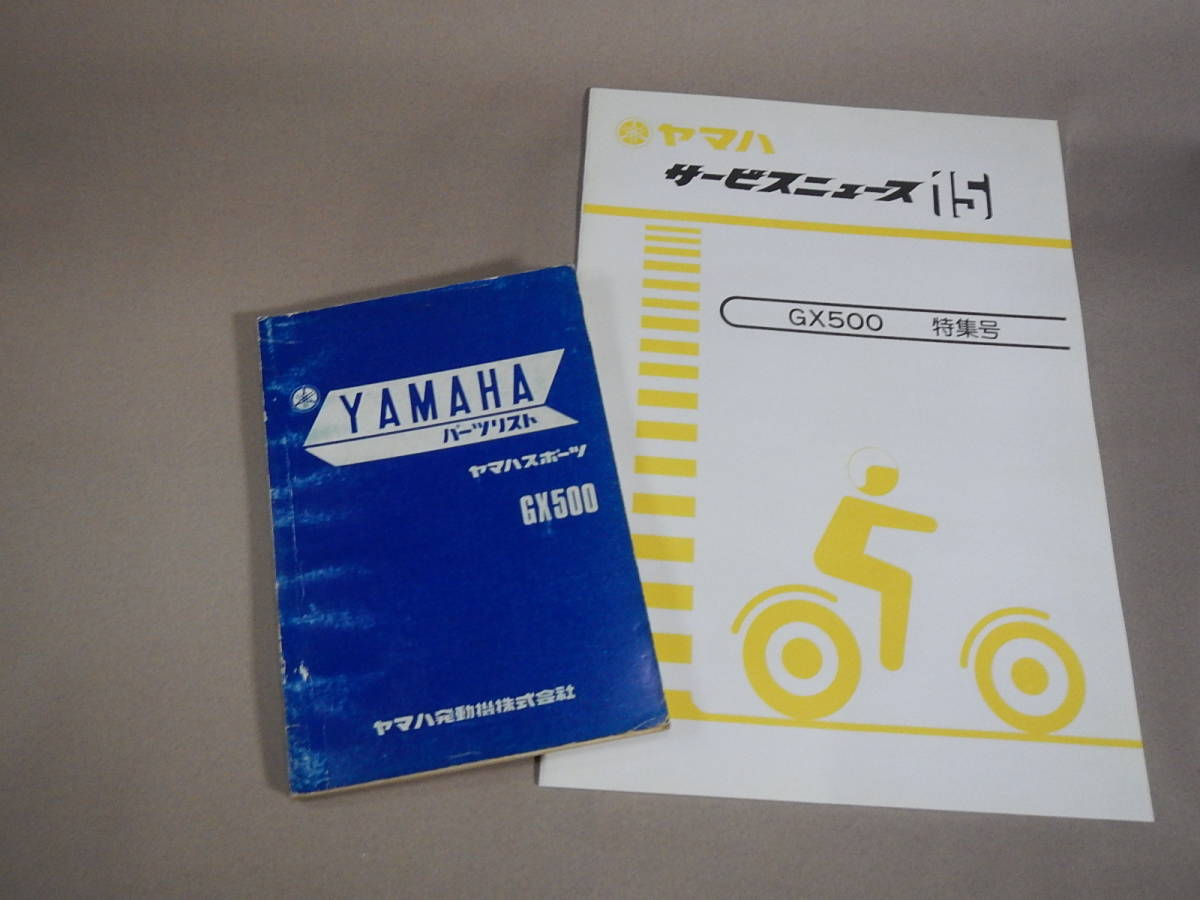 YAMAHA
パーツリスト
ヤマハスポーツ
GX500
ヤマハ発動機株式会社
ヤマハ
サービスニュース 15
GX500 特集号